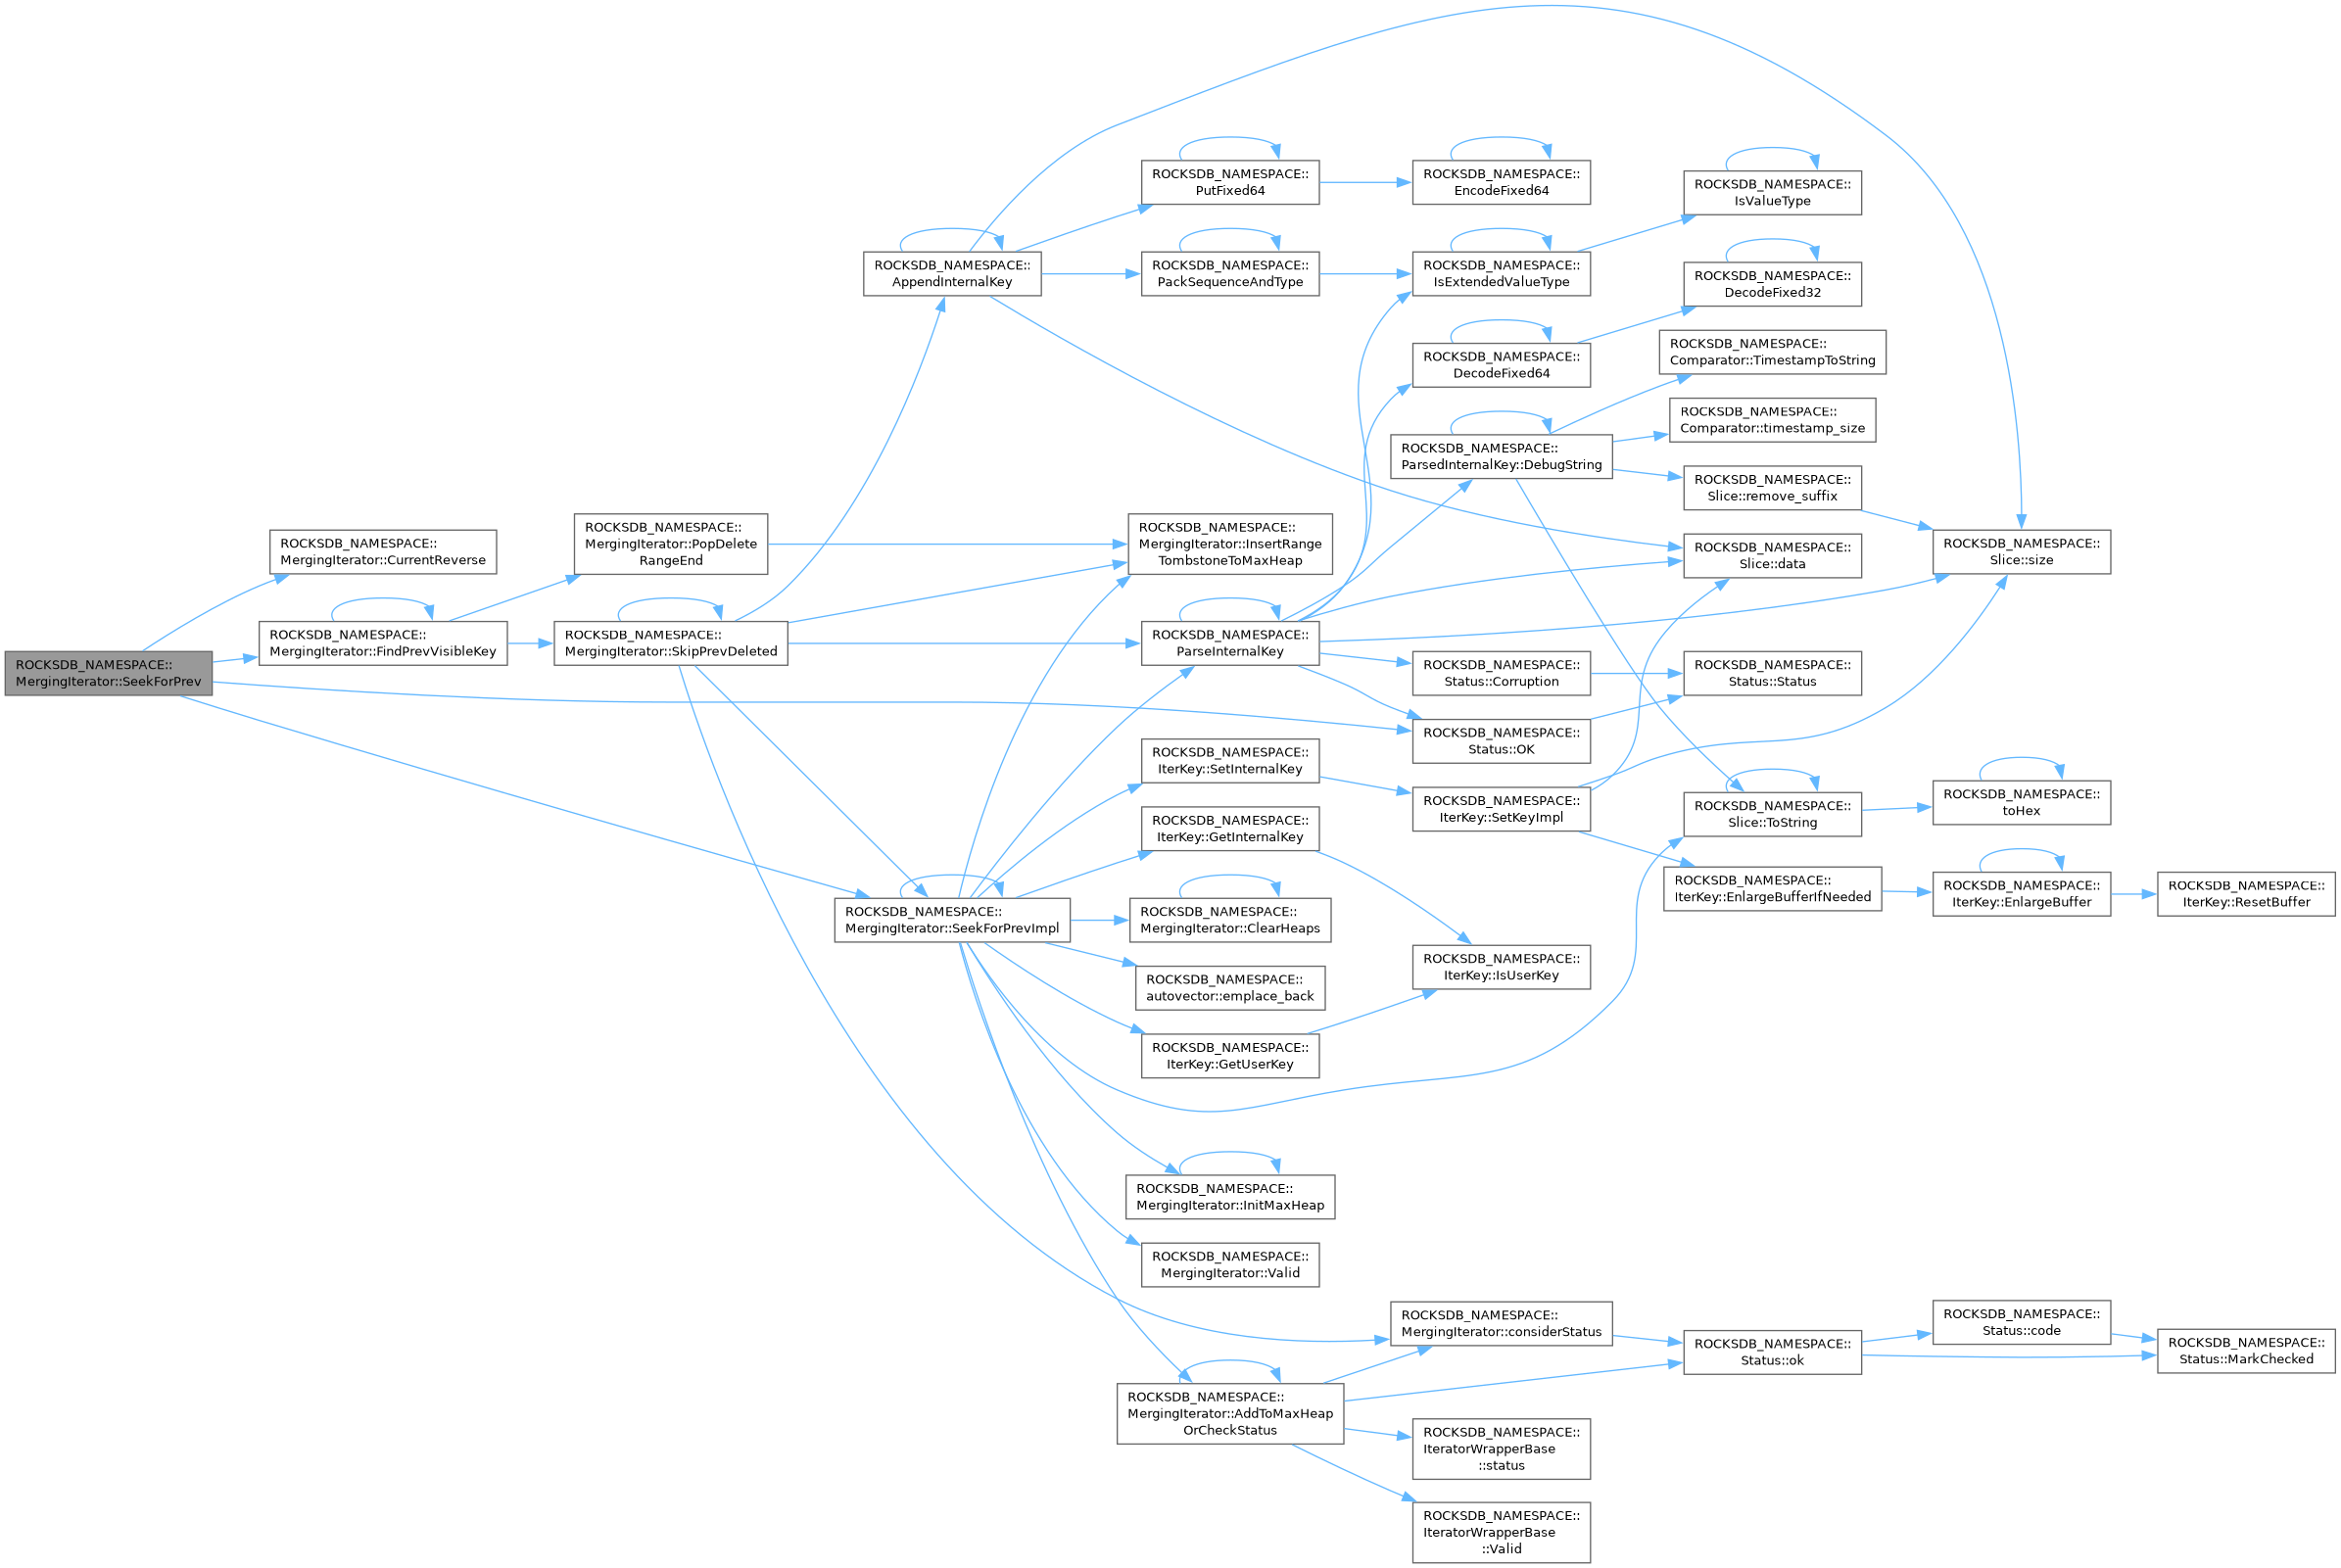 ROCKSDB_NAMESPACE::
MergingIterator::SeekForPrev
ROCKSDB_NAMESPACE::
MergingIterator::CurrentReverse
ROCKSDB_NAMESPACE::
MergingIterator::FindPrevVisibleKey
ROCKSDB_NAMESPACE::
MergingIterator::PopDelete
RangeEnd
ROCKSDB_NAMESPACE::
MergingIterator::SkipPrevDeleted
ROCKSDB_NAMESPACE::
AppendInternalKey
ROCKSDB_NAMESPACE::
MergingIterator::SeekForPrevImpl
ROCKSDB_NAMESPACE::
PutFixed64
ROCKSDB_NAMESPACE::
PackSequenceAndType
ROCKSDB_NAMESPACE::
MergingIterator::InsertRange
TombstoneToMaxHeap
ROCKSDB_NAMESPACE::
ParseInternalKey
ROCKSDB_NAMESPACE::
IterKey::SetInternalKey
ROCKSDB_NAMESPACE::
IterKey::GetInternalKey
ROCKSDB_NAMESPACE::
MergingIterator::ClearHeaps
ROCKSDB_NAMESPACE::
autovector::emplace_back
ROCKSDB_NAMESPACE::
IterKey::GetUserKey
ROCKSDB_NAMESPACE::
MergingIterator::InitMaxHeap
ROCKSDB_NAMESPACE::
MergingIterator::Valid
ROCKSDB_NAMESPACE::
MergingIterator::AddToMaxHeap
OrCheckStatus
ROCKSDB_NAMESPACE::
EncodeFixed64
ROCKSDB_NAMESPACE::
IsExtendedValueType
ROCKSDB_NAMESPACE::
DecodeFixed64
ROCKSDB_NAMESPACE::
ParsedInternalKey::DebugString
ROCKSDB_NAMESPACE::
Status::Corruption
ROCKSDB_NAMESPACE::
Status::OK
ROCKSDB_NAMESPACE::
IterKey::SetKeyImpl
ROCKSDB_NAMESPACE::
IterKey::IsUserKey
ROCKSDB_NAMESPACE::
MergingIterator::considerStatus
ROCKSDB_NAMESPACE::
IteratorWrapperBase
::status
ROCKSDB_NAMESPACE::
IteratorWrapperBase
::Valid
ROCKSDB_NAMESPACE::
IsValueType
ROCKSDB_NAMESPACE::
DecodeFixed32
ROCKSDB_NAMESPACE::
Comparator::TimestampToString
ROCKSDB_NAMESPACE::
Comparator::timestamp_size
ROCKSDB_NAMESPACE::
Slice::remove_suffix
ROCKSDB_NAMESPACE::
Slice::data
ROCKSDB_NAMESPACE::
Status::Status
ROCKSDB_NAMESPACE::
Slice::ToString
ROCKSDB_NAMESPACE::
IterKey::EnlargeBufferIfNeeded
ROCKSDB_NAMESPACE::
Status::ok
ROCKSDB_NAMESPACE::
Slice::size
ROCKSDB_NAMESPACE::
toHex
ROCKSDB_NAMESPACE::
IterKey::EnlargeBuffer
ROCKSDB_NAMESPACE::
Status::code
ROCKSDB_NAMESPACE::
IterKey::ResetBuffer
ROCKSDB_NAMESPACE::
Status::MarkChecked